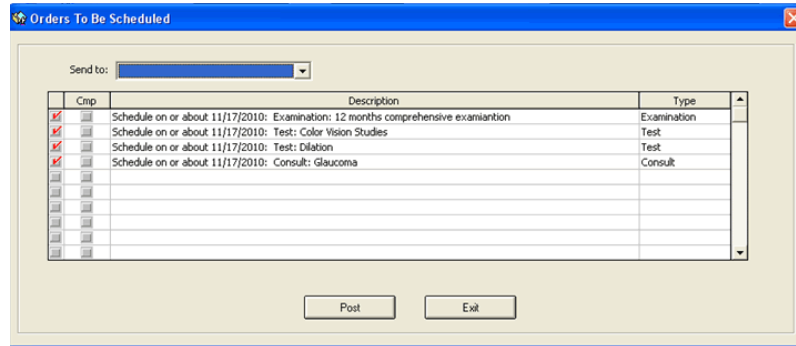 Orders To Be Scheduled
Send to:
Cmp Description Type
Schedule on or about 11/17/2010: Examination: 12 months comprehensive examiantion Examination
Schedule on or about 11/17/2010: Test: Color Vision Studies Test
Schedule on or about 11/17/2010: Test: Dilation Test
Schedule on or about 11/17/2010: Consult: Glaucoma Consult
Post Exit